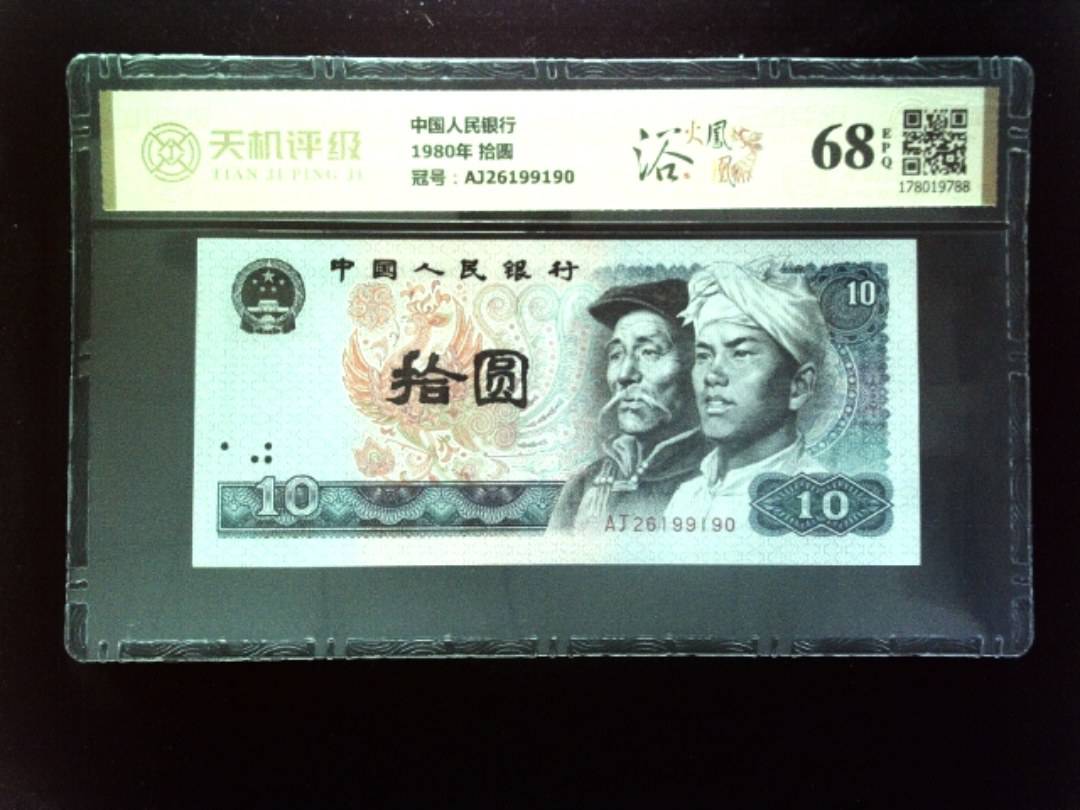 天机评级
TIAN JI PING JI
中国人民银行
1980年 拾圆
冠号：AJ26199190
浴火凤凰
68
EPQ
178019788
中国人民银行
10
拾圆
10
AJ26199190
10